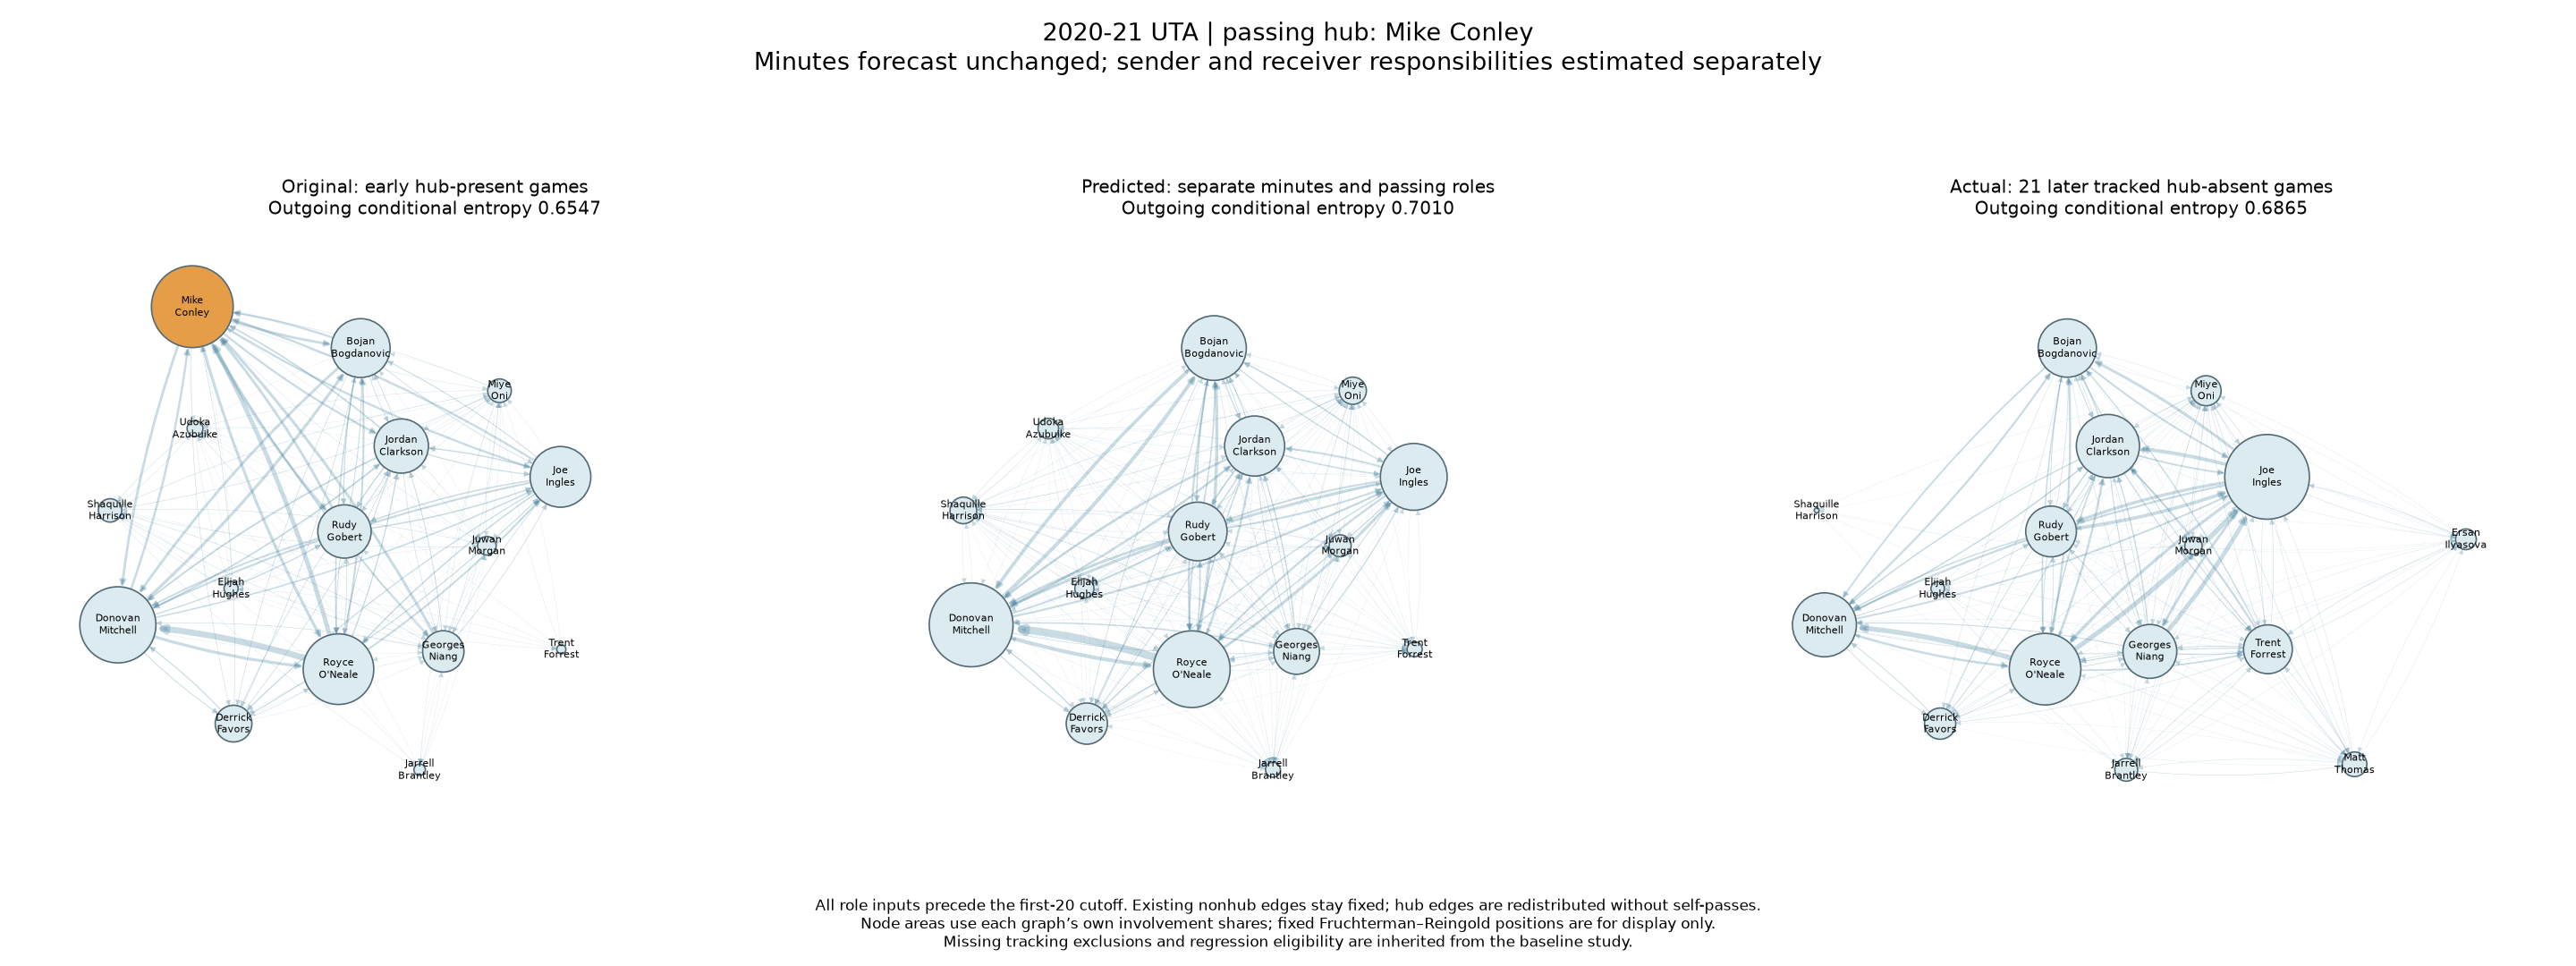 2020-21 UTA | passing hub: Mike Conley
Minutes forecast unchanged; sender and receiver responsibilities estimated separately
Original: early hub-present games
Outgoing conditional entropy 0.6547
Mike
Conley
Bojan
Bogdanovic
Miye
Oni
Udoka
Azubuike
Jordan
Clarkson
Joe
Ingles
Shaquille
Harrison
Rudy
Gobert
Juwan
Morgan
Elijah
Hughes
Donovan
Mitchell
Royce
O'Neale
Georges
Niang
Trent
Forrest
Derrick
Favors
Jarrell
Brantley
Predicted: separate minutes and passing roles
Outgoing conditional entropy 0.7010
Bojan
Bogdanovic
Miye
Oni
Udoka
Azubuike
Jordan
Clarkson
Joe
Ingles
Shaquille
Harrison
Rudy
Gobert
Juwan
Morgan
Elijah
Hughes
Donovan
Mitchell
Royce
O'Neale
Georges
Niang
Trent
Forrest
Derrick
Favors
Jarrell
Brantley
Actual: 21 later tracked hub-absent games
Outgoing conditional entropy 0.6865
Bojan
Bogdanovic
Miye
Oni
Jordan
Clarkson
Joe
Ingles
Shaquille
Harrison
Rudy
Gobert
Juwan
Morgan
Ersan
Ilyasova
Elijah
Hughes
Donovan
Mitchell
Royce
O'Neale
Georges
Niang
Trent
Forrest
Derrick
Favors
Jarrell
Brantley
Matt
Thomas
All role inputs precede the first-20 cutoff. Existing nonhub edges stay fixed; hub edges are redistributed without self-passes.
Node areas use each graph’s own involvement shares; fixed Fruchterman–Reingold positions are for display only.
Missing tracking exclusions and regression eligibility are inherited from the baseline study.